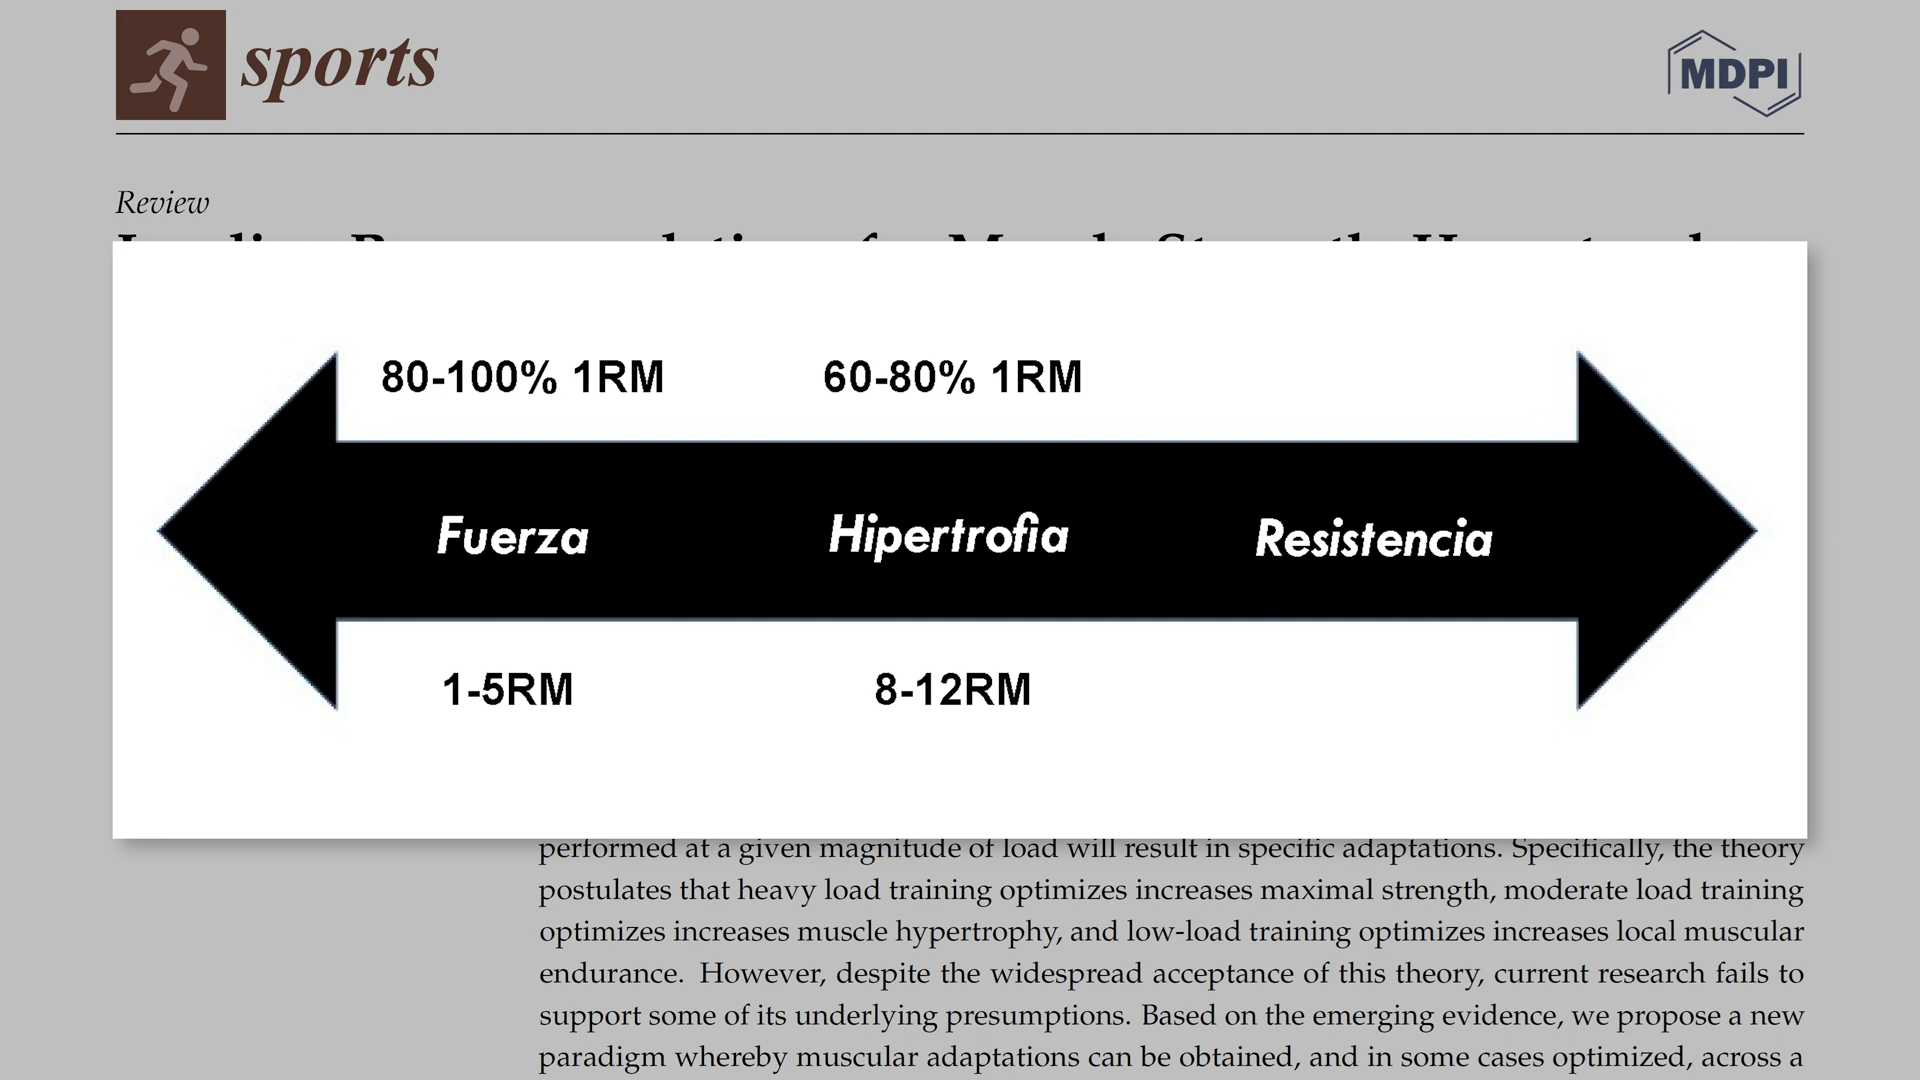 sports
MDPI
Review
80-100% 1RM
60-80% 1RM
Fuerza
Hipertrofia
Resistencia
1-5RM
8-12RM
performed at a given magnitude of load will result in specific adaptations. Specifically, the theory
postulates that heavy load training optimizes increases maximal strength, moderate load training
optimizes increases muscle hypertrophy, and low-load training optimizes increases local muscular
endurance. However, despite the widespread acceptance of this theory, current research fails to
support some of its underlying presumptions. Based on the emerging evidence, we propose a new
paradigm whereby muscular adaptations can be obtained, and in some cases optimized, across a